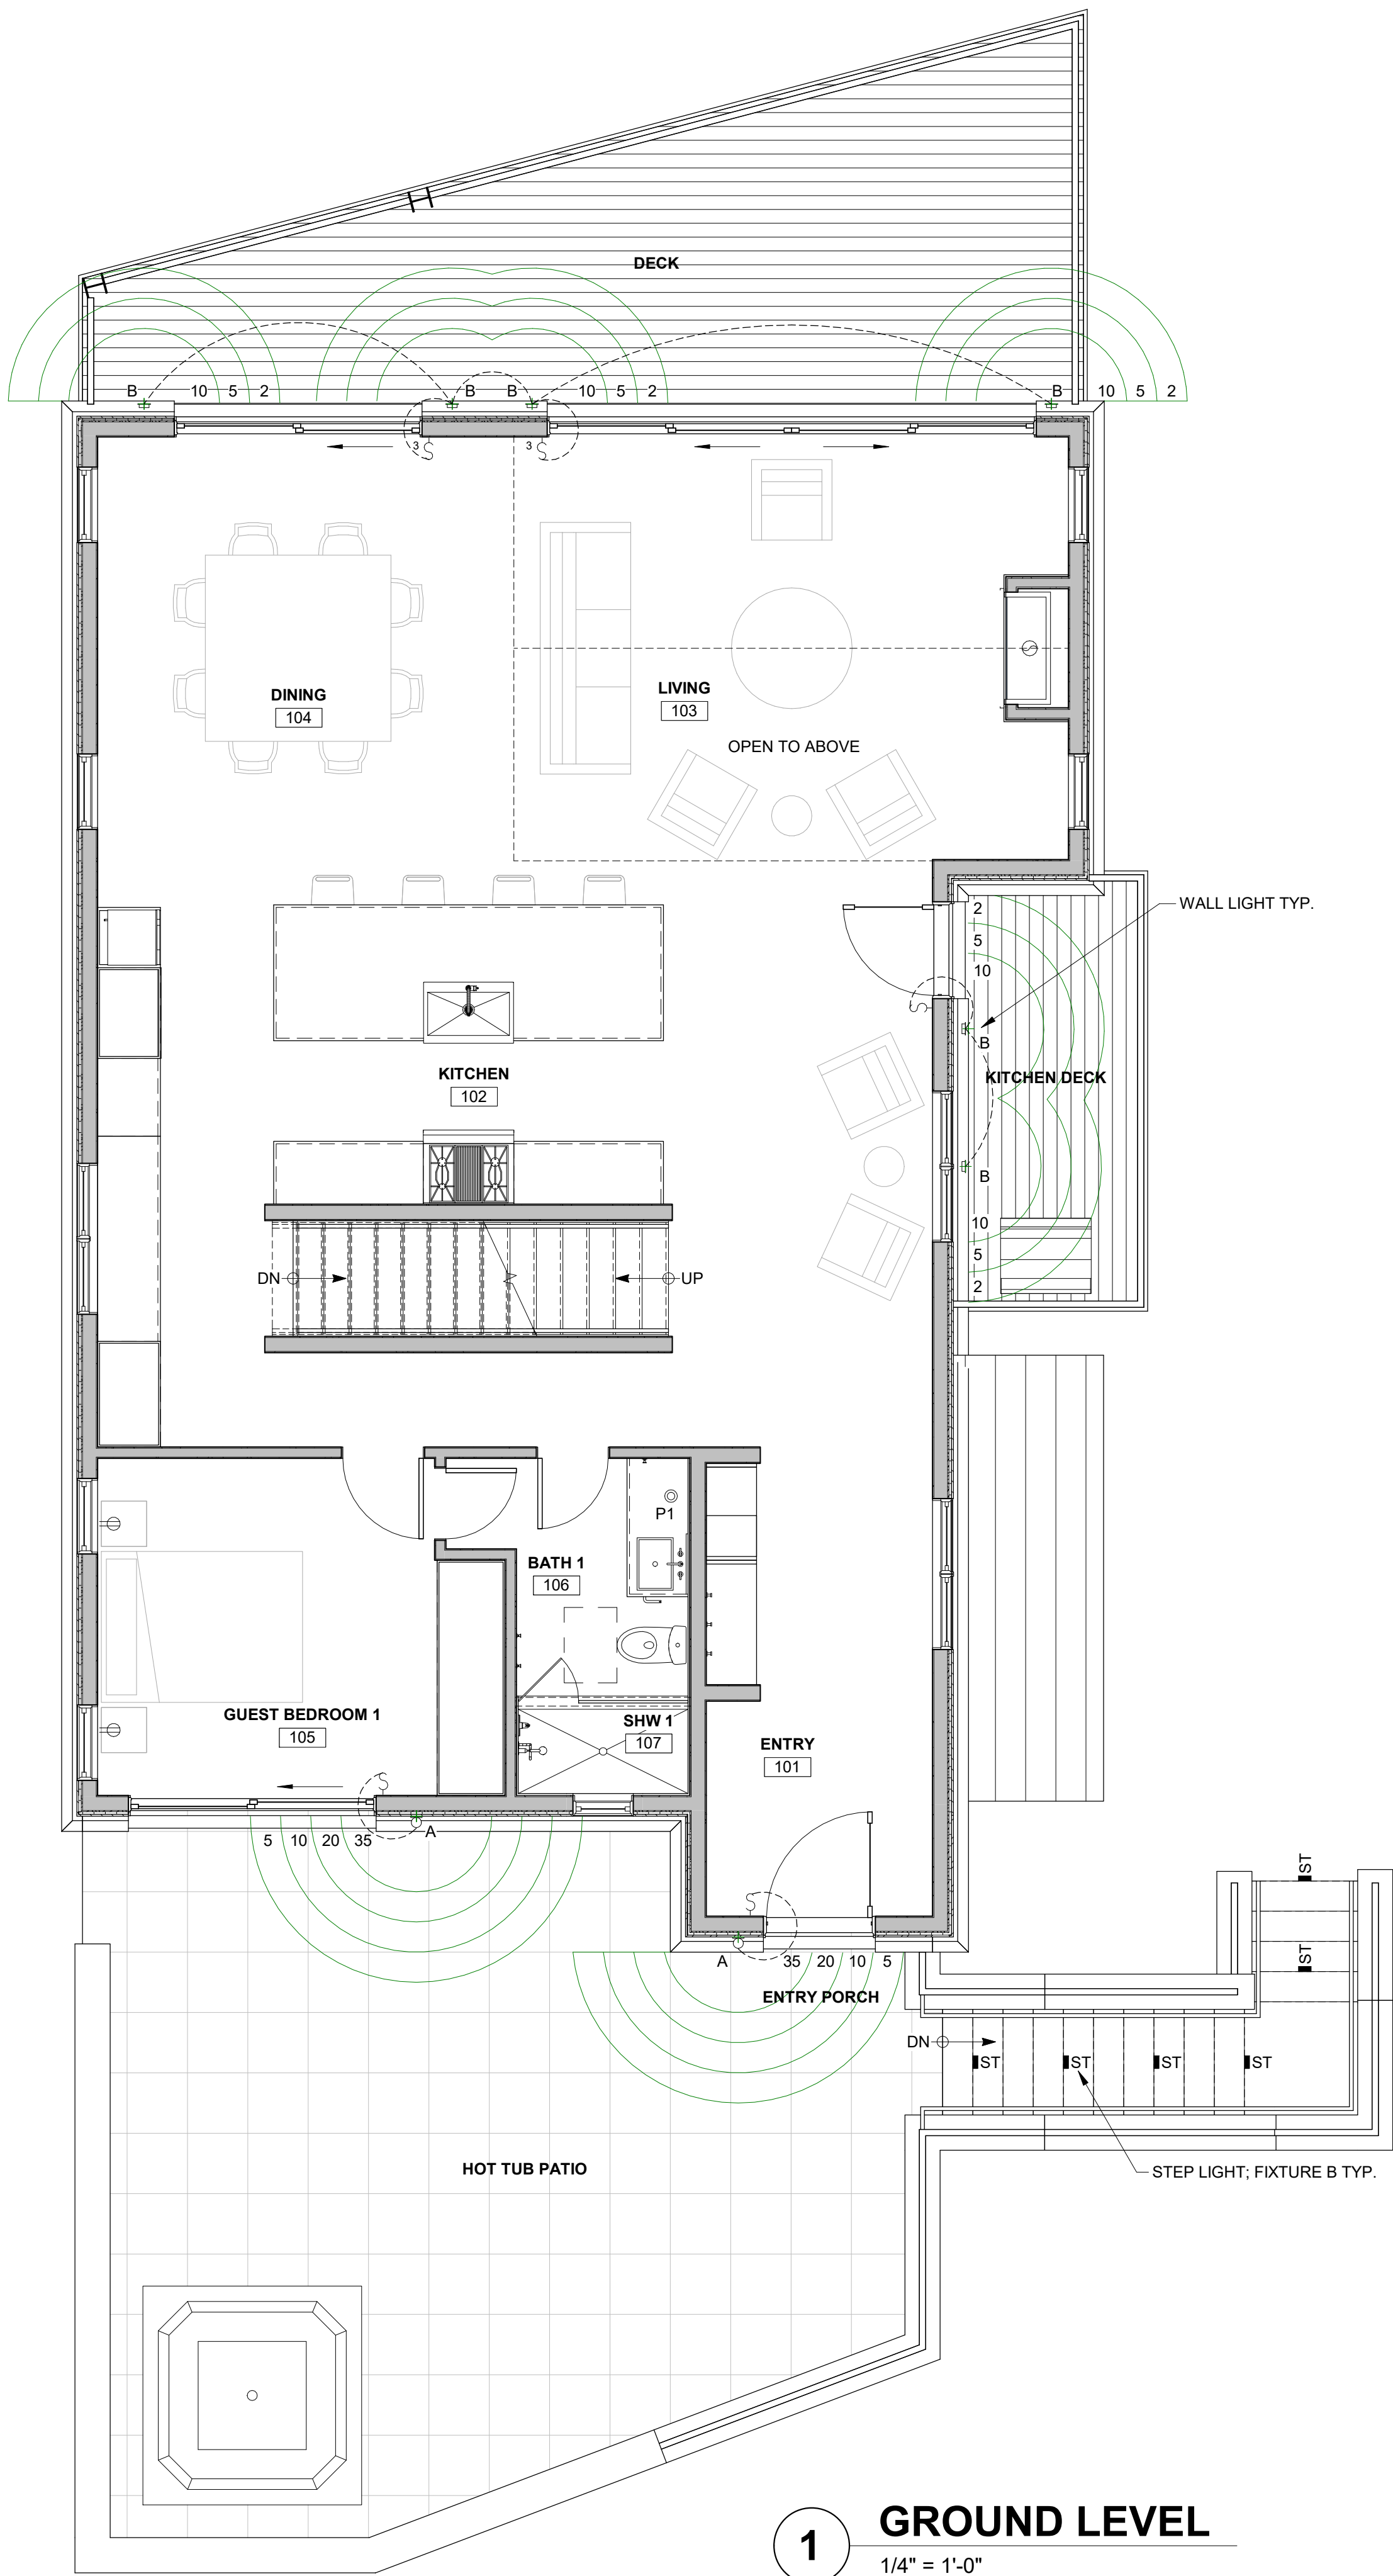 DECK
B 10 5 2 B B 10 5 2 B 10 5 2
3 3
DINING
104
LIVING
103
OPEN TO ABOVE
2
WALL LIGHT TYP.
5
10
B
KITCHEN DECK
KITCHEN
102
B
10
5
2
DN
UP
P1
BATH 1
106
GUEST BEDROOM 1
105
SHW 1
107
ENTRY
101
5 10 20 35 A
A 35 20 10 5
ENTRY PORCH
ST
ST
DN
ST ST ST ST
HOT TUB PATIO
STEP LIGHT; FIXTURE B TYP.
1
GROUND LEVEL
1/4" = 1'-0"